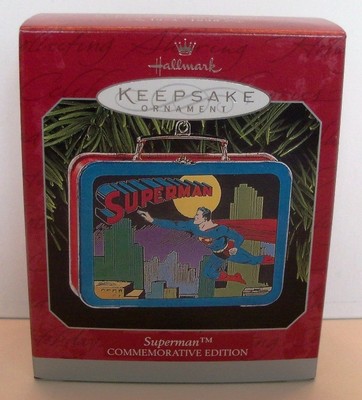 Hallmark
KEEPSAKE
ORNAMENT
SUPERMAN
Superman™
COMMEMORATIVE EDITION